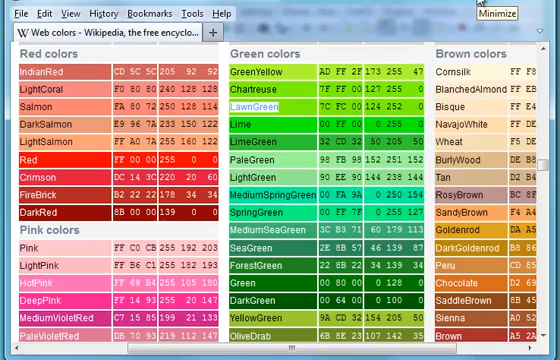 Minimize
File Edit View History Bookmarks Tools Help
W Web colors - Wikipedia, the free encyclo... +
Red colors Green colors Brown colors
IndianRed CD 5C 5C 205 92 92 GreenYellow AD FF 2F 173 255 47 Cornsilk FF F8
LightCoral F0 80 80 240 128 128 Chartreuse 7F FF 00 127 255 0 BlanchedAlmond FF EB
Salmon FA 80 72 250 128 114 LawnGreen 7C FC 00 124 252 0 Bisque FF E4
DarkSalmon E9 96 7A 233 150 122 Lime 00 FF 00 0 255 0 NavajoWhite FF DE
LightSalmon FF A0 7A 255 160 122 LimeGreen 32 CD 32 50 205 50 Wheat F5 DE
Red FF 00 00 255 0 0 PaleGreen 98 FB 98 152 251 152 BurlyWood DE B8
Crimson DC 14 3C 220 20 60 LightGreen 90 EE 90 144 238 144 Tan D2 B4
FireBrick B2 22 22 178 34 34 MediumSpringGreen 00 FA 9A 0 250 154 RosyBrown BC 8F
DarkRed 8B 00 00 139 0 0 SpringGreen 00 FF 7F 0 255 127 SandyBrown F4 A4
Pink colors MediumSeaGreen 3C B3 71 60 179 113 Goldenrod DA A5
Pink FF C0 CB 255 192 203 SeaGreen 2E 8B 57 46 139 87 DarkGoldenrod B8 86
LightPink FF B6 C1 255 182 193 ForestGreen 22 8B 22 34 139 34 Peru CD 85
HotPink FF 69 B4 255 105 180 Green 00 80 00 0 128 0 Chocolate D2 69
DeepPink FF 14 93 255 20 147 DarkGreen 00 64 00 0 100 0 SaddleBrown 8B 45
MediumVioletRed C7 15 85 199 21 133 YellowGreen 9A CD 32 154 205 50 Sienna A0 52
PaleVioletRed DB 70 93 219 112 147 OliveDrab 6B 8E 23 107 142 35 Brown A5 2A